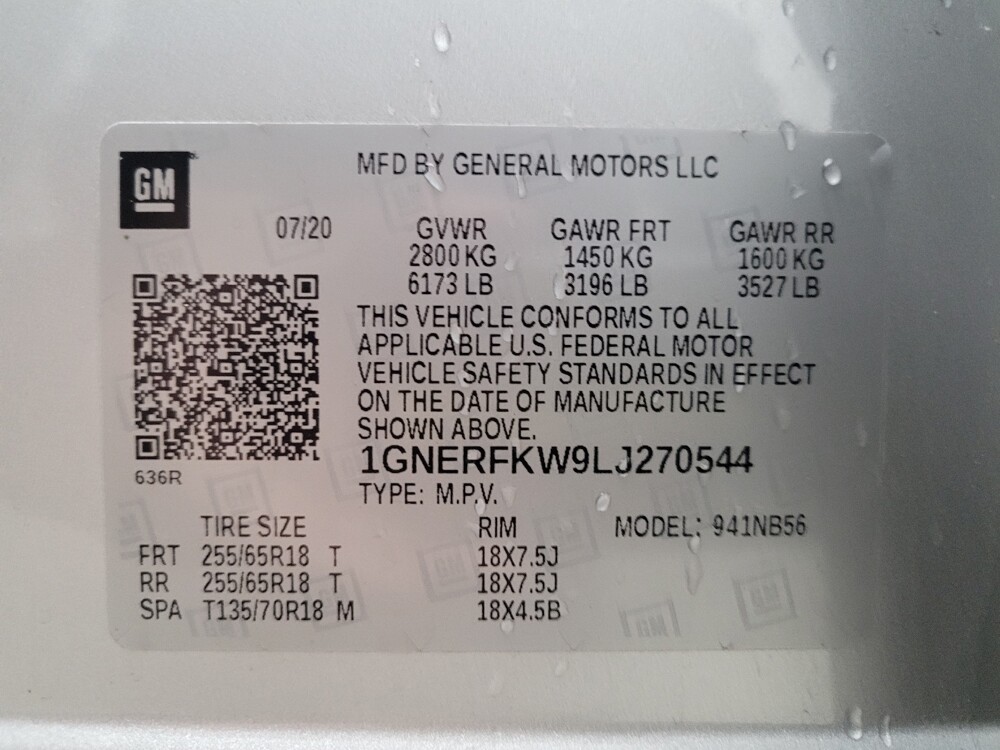 GM
MFD BY GENERAL MOTORS LLC
07/20 GVWR GAWR FRT GAWR RR
2800 KG 1450 KG 1600 KG
6173 LB 3196 LB 3527 LB
THIS VEHICLE CONFORMS TO ALL
APPLICABLE U.S. FEDERAL MOTOR
VEHICLE SAFETY STANDARDS IN EFFECT
ON THE DATE OF MANUFACTURE
SHOWN ABOVE.
1GNERFKW9LJ270544
636R
TYPE: M.P.V.
TIRE SIZE RIM MODEL: 941NB56
FRT 255/65R18 T 18X7.5J
RR 255/65R18 T 18X7.5J
SPA T135/70R18 M 18X4.5B